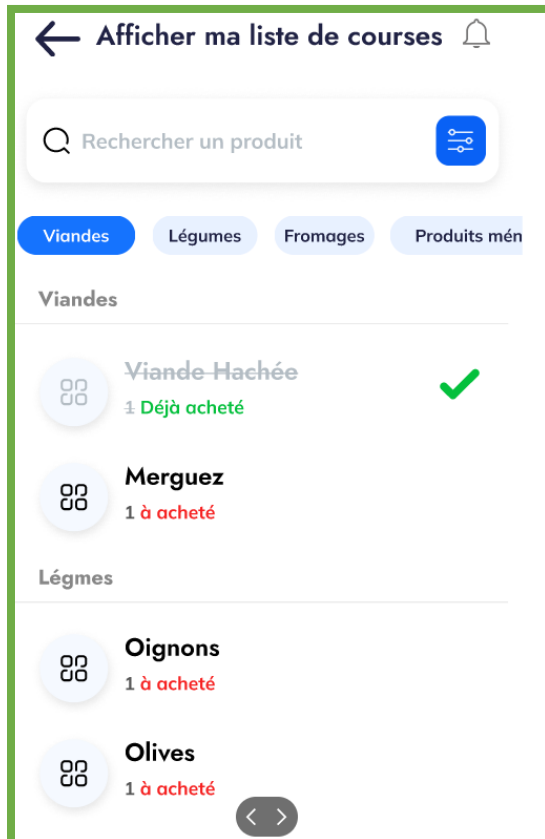 Afficher ma liste de courses
Rechercher un produit
Viandes Légumes Fromages Produits mén
Viandes
Viande Hachée
1 Déjà acheté
Merguez
1 à acheté
Légmes
Oignons
1 à acheté
Olives
1 à acheté